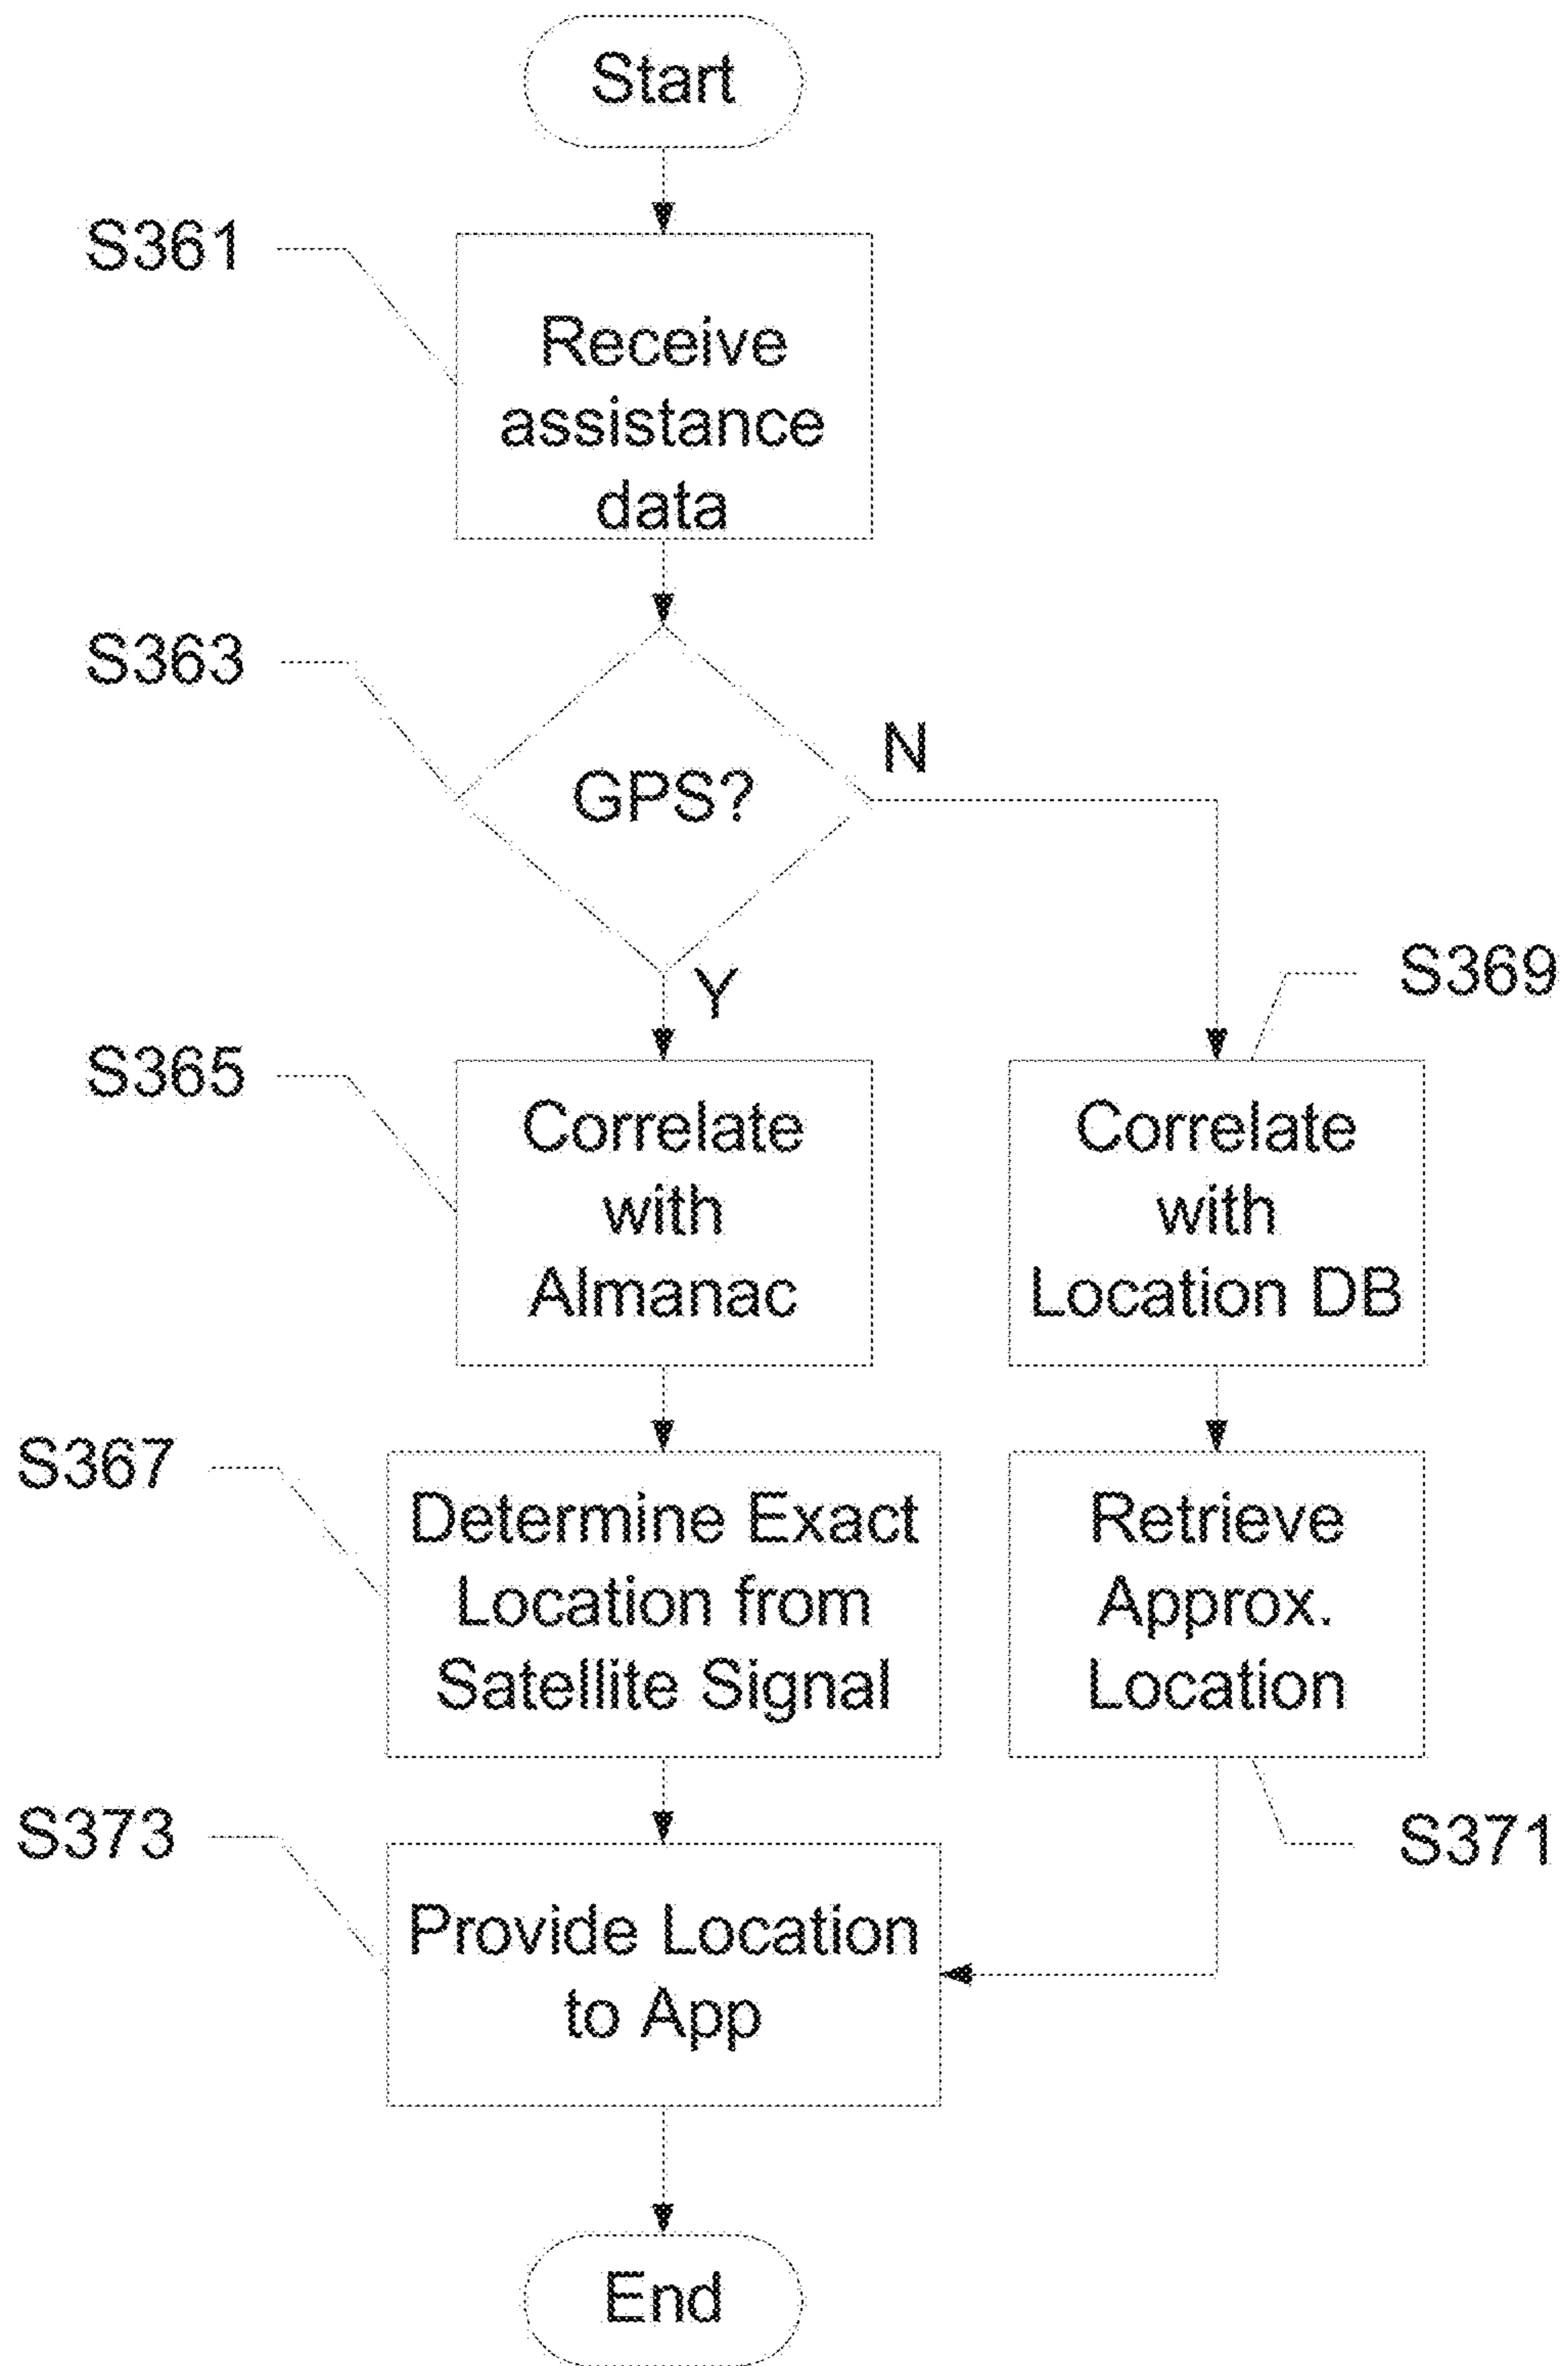 Start
S361
Receive
assistance
data
S363
GPS?
N
Y
S369
S365
Correlate
with
Almanac
Correlate
with
Location DB
S367
Determine Exact
Location from
Satellite Signal
Retrieve
Approx.
Location
S373
S371
Provide Location
to App
End